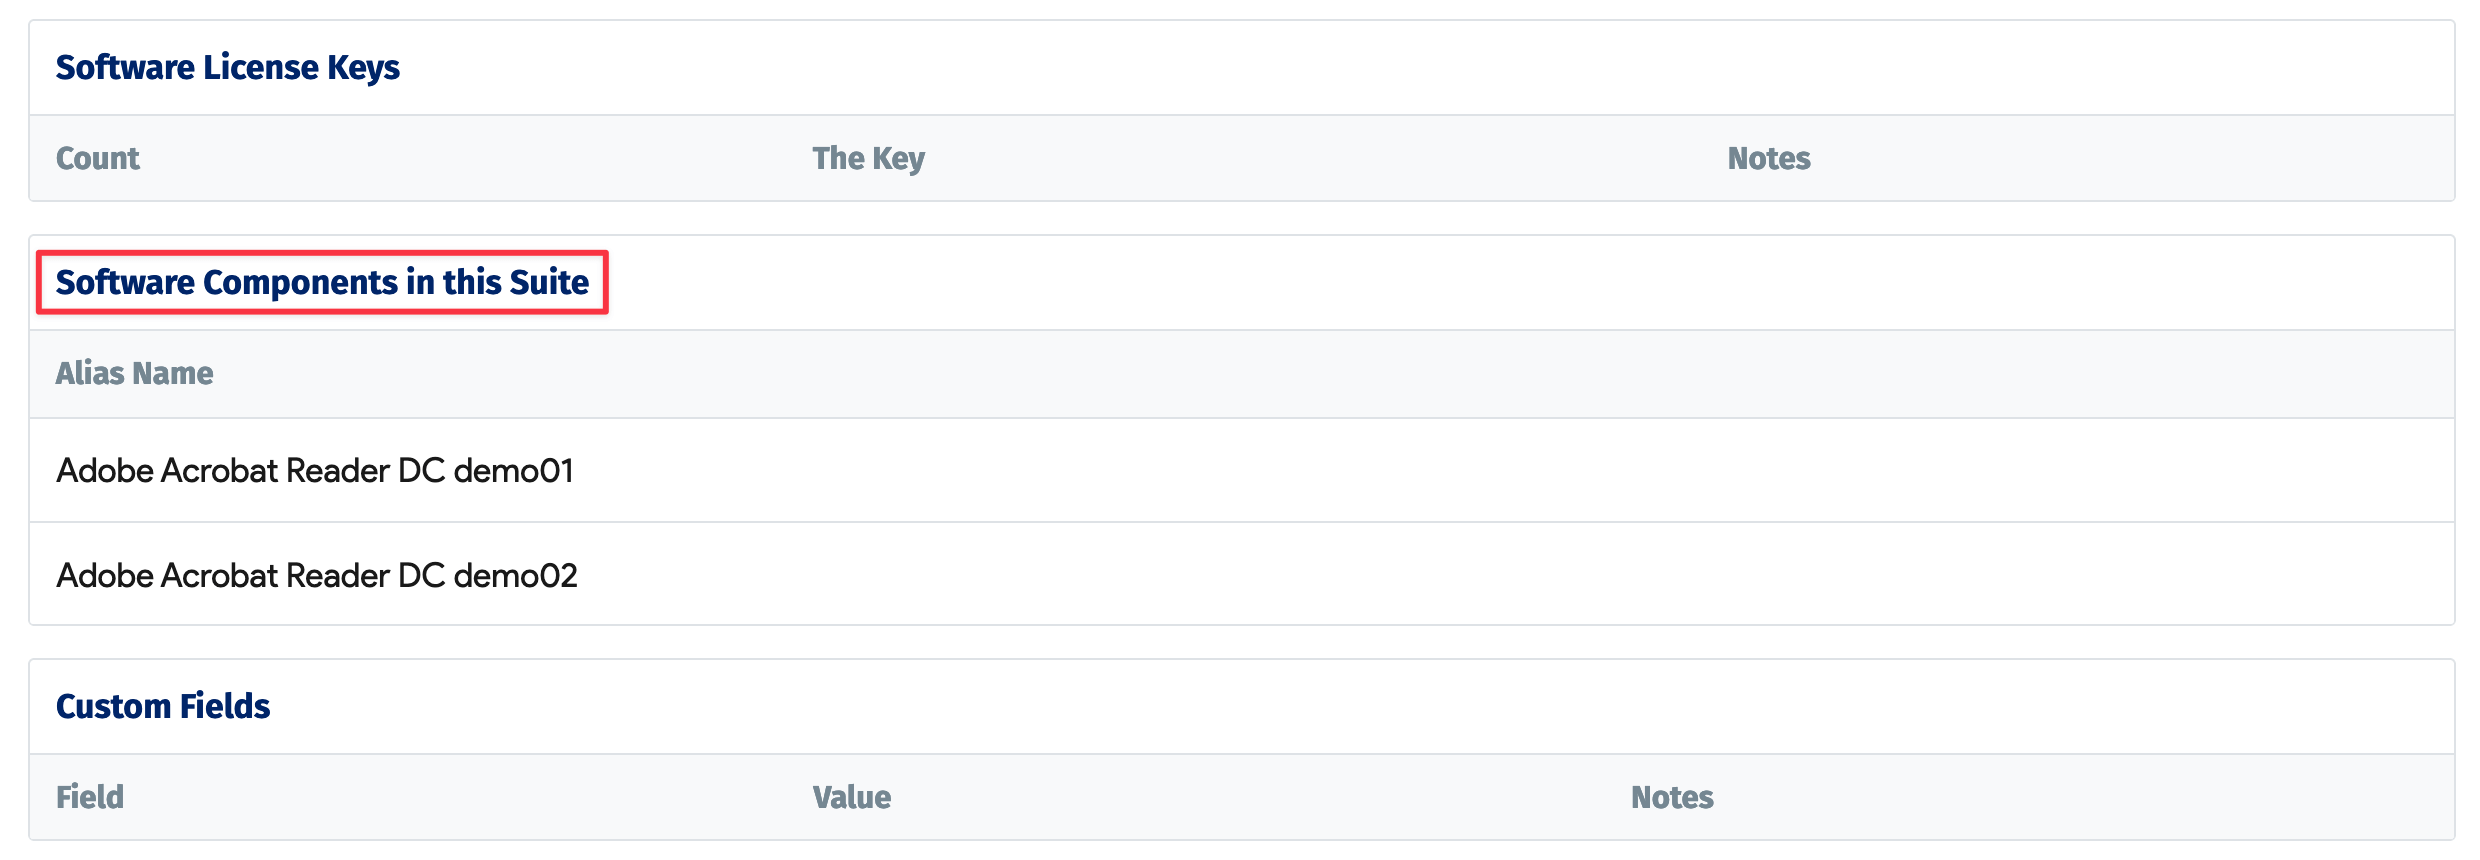 Software License Keys
Count The Key Notes
Software Components in this Suite
Alias Name
Adobe Acrobat Reader DC demo01
Adobe Acrobat Reader DC demo02
Custom Fields
Field Value Notes